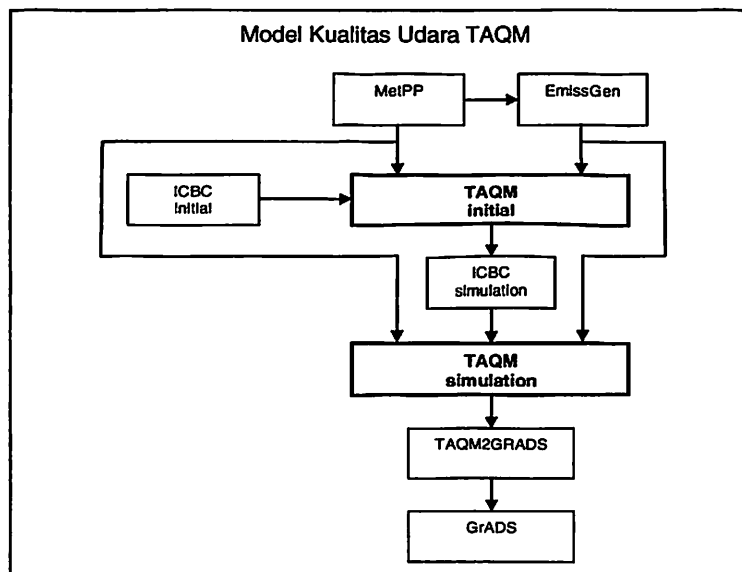 Model Kualitas Udara TAQM
MetPP
EmissGen
ICBC
initial
TAQM
initial
ICBC
simulation
TAQM
simulation
TAQM2GRADS
GrADS